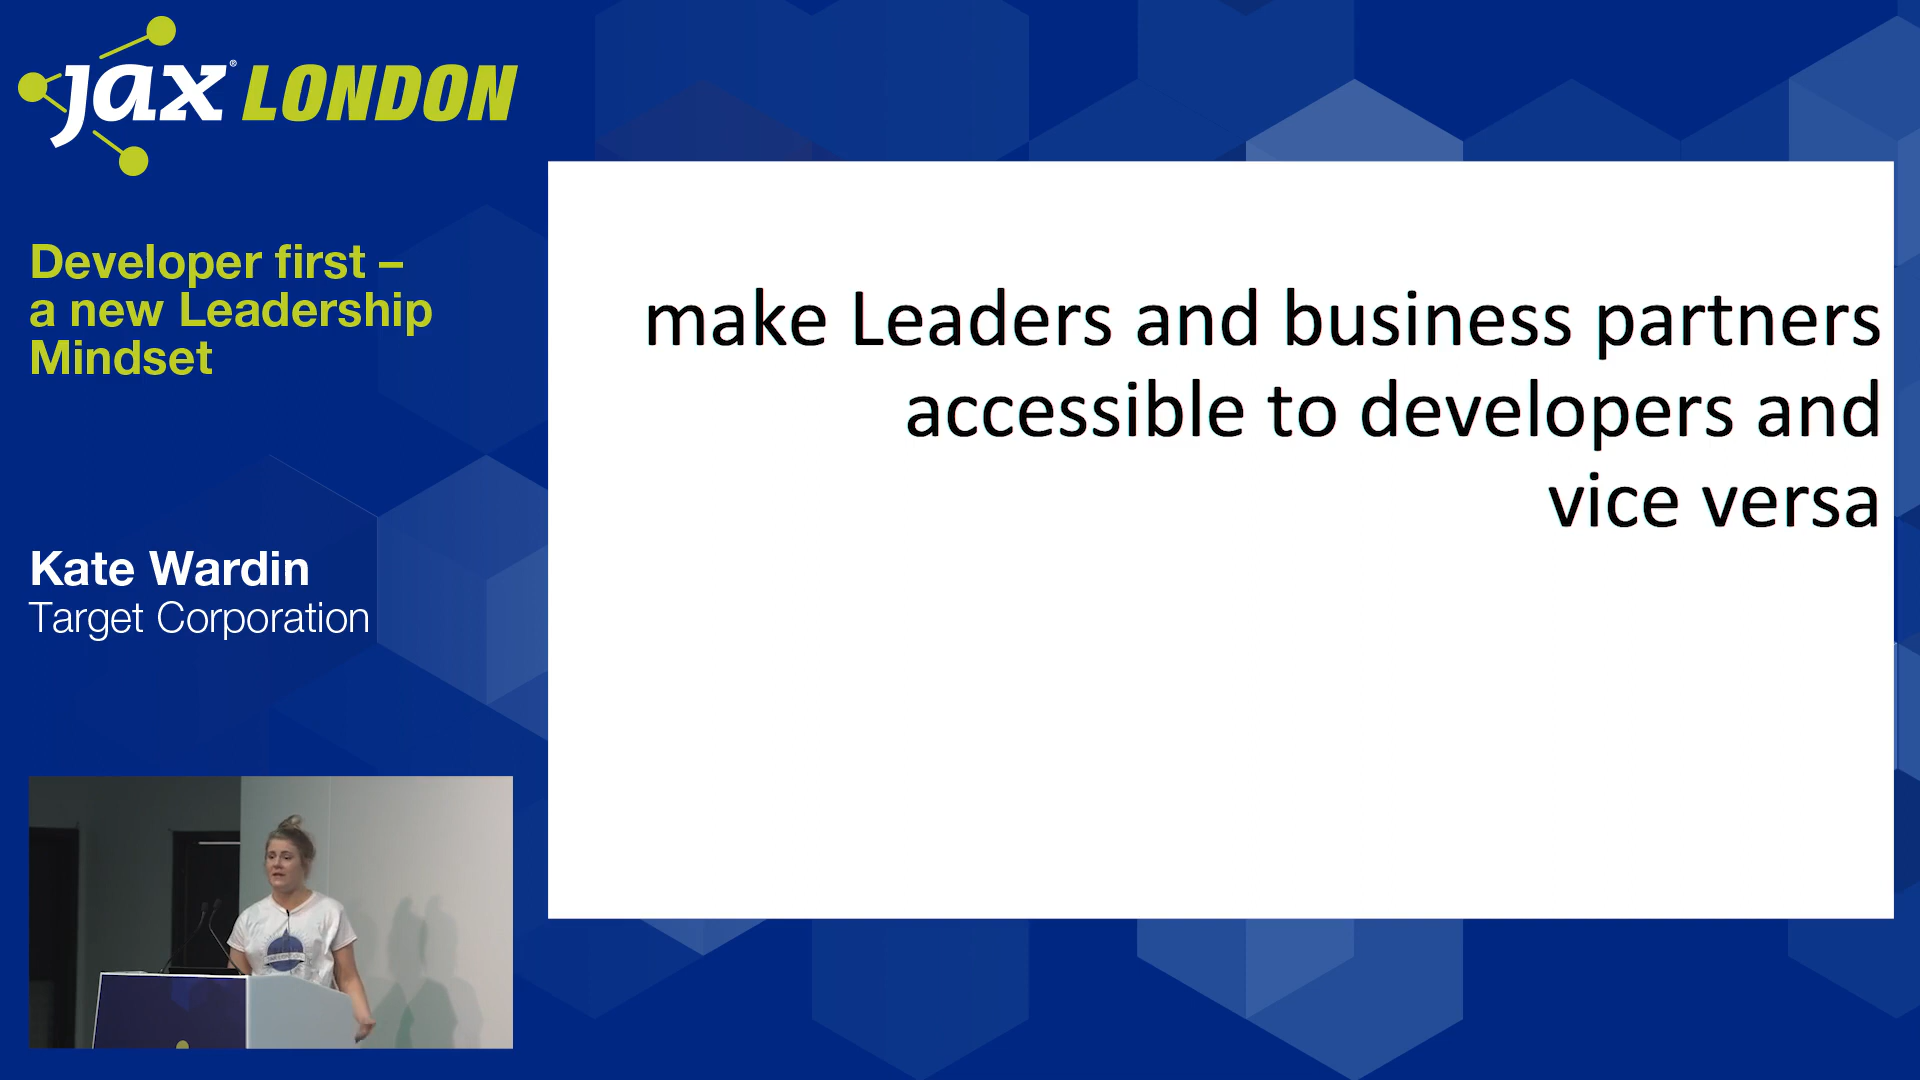 jax® LONDON
Developer first –
a new Leadership
Mindset
Kate Wardin
Target Corporation
make Leaders and business partners
accessible to developers and
vice versa